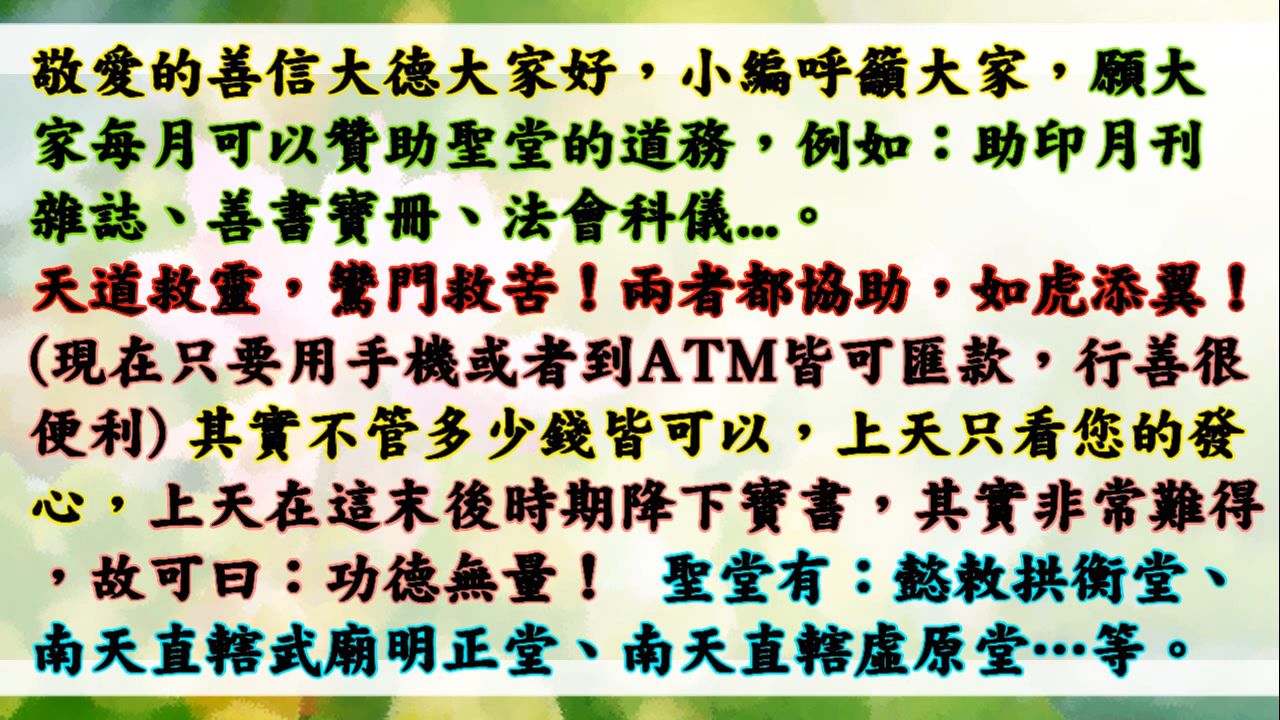 敬愛的善信大德大家好，小編呼籲大家，願大
家每月可以贊助聖堂的道務，例如：助印月刊
雜誌、善書寶冊、法會科儀...。
天道救靈，鸞門救苦！兩者都協助，如虎添翼！
(現在只要用手機或者到ATM皆可匯款，行善很
便利) 其實不管多少錢皆可以，上天只看您的發
心，上天在這末後時期降下寶書，其實非常難得
，故可曰：功德無量！ 聖堂有：懿敕拱衡堂、
南天直轄武廟明正堂、南天直轄虛原堂…等。